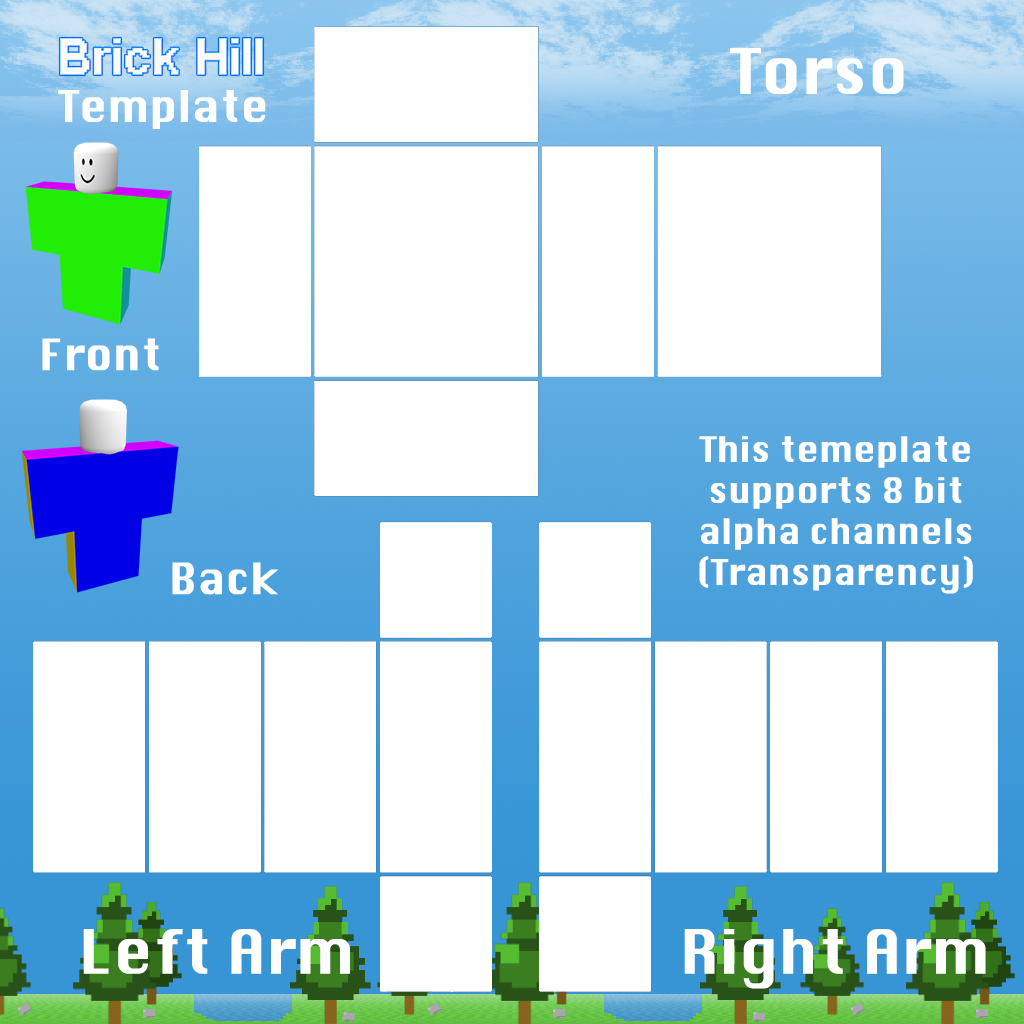 Brick Hill
Template
Torso
Front
Back
This temeplate
supports 8 bit
alpha channels
(Transparency)
Left Arm
Right Arm